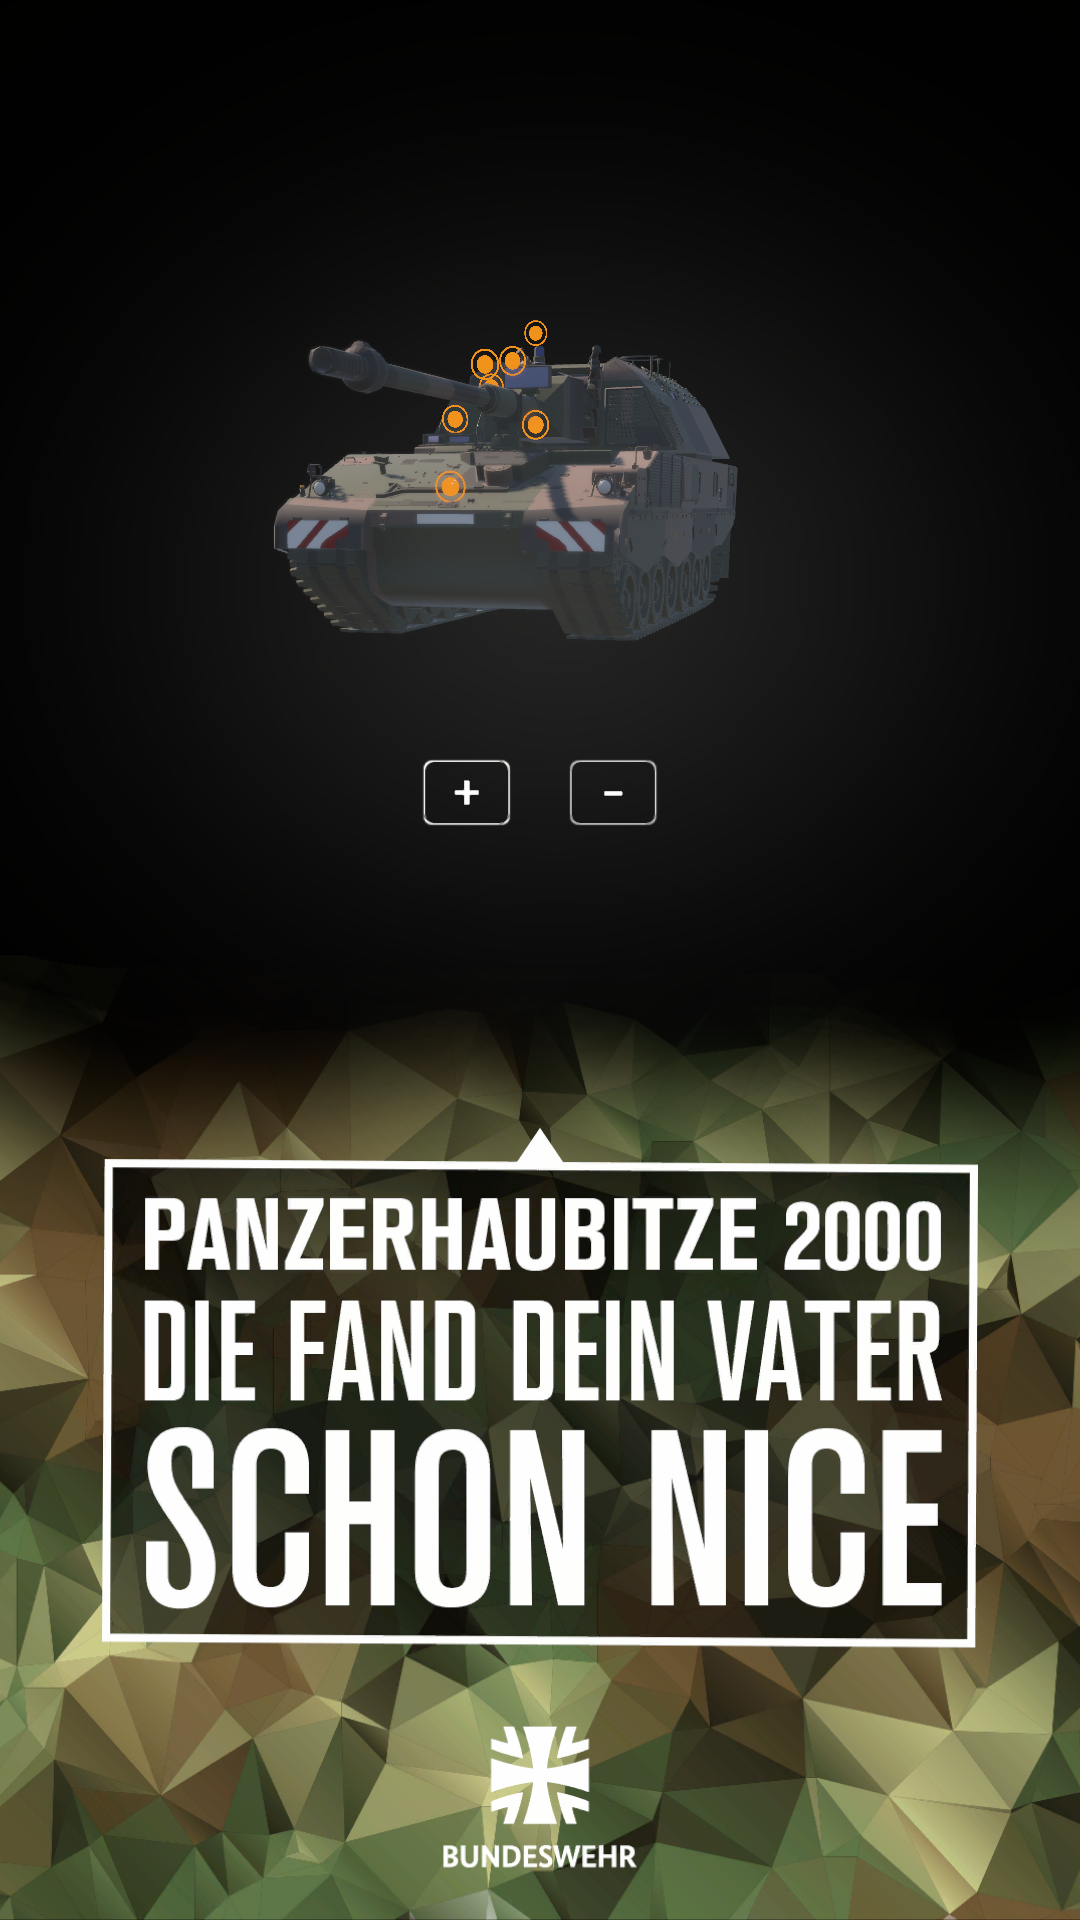 + -
PANZERHAUBITZE 2000
DIE FAND DEIN VATER
SCHON NICE
BUNDESWEHR